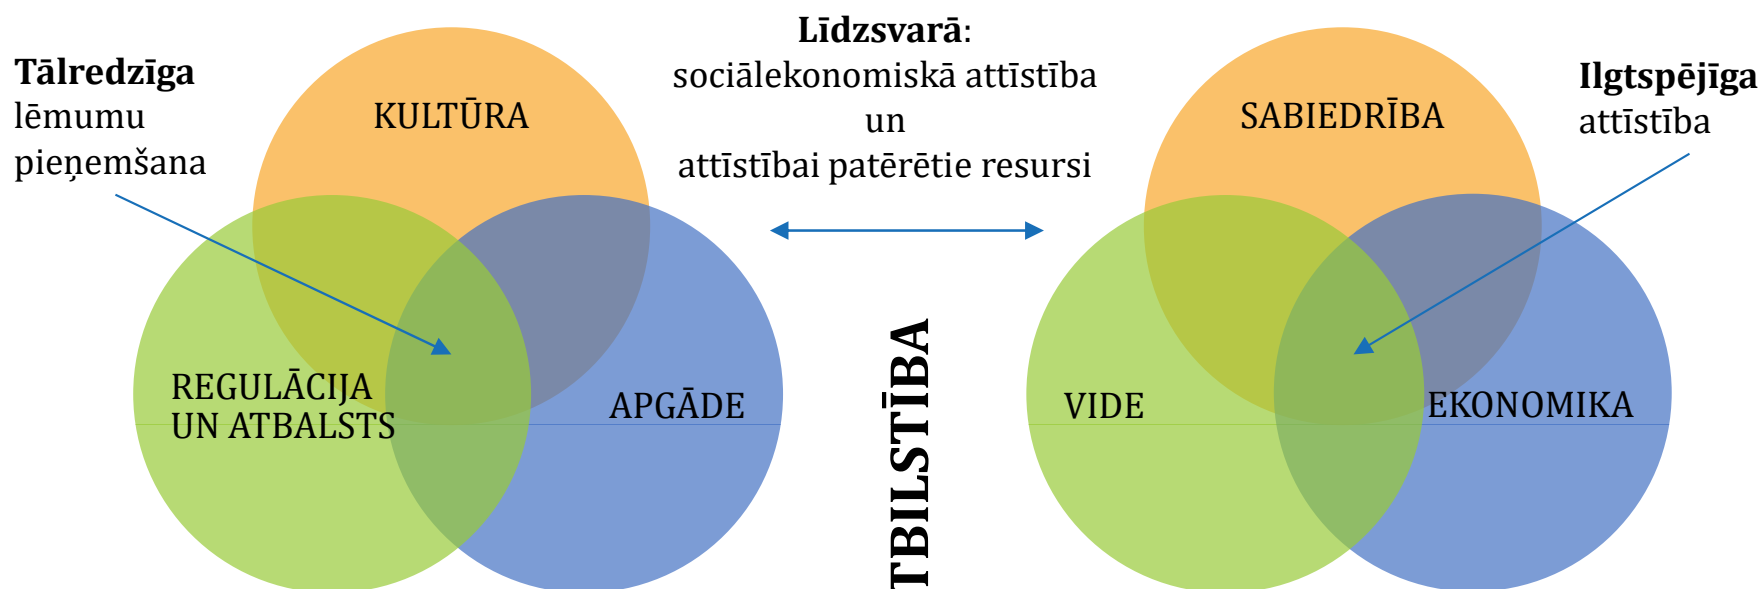 Tālredzīga
lēmumu
pieņemšana
KULTŪRA
REGULĀCIJA
UN ATBALSTS
APGĀDE
Līdzsvarā:
sociālekonomiskā attīstība
un
attīstībai patērētie resursi
TBILSTĪBA
SABIEDRĪBA
VIDE
EKONOMIKA
Ilgtspējīga
attīstība